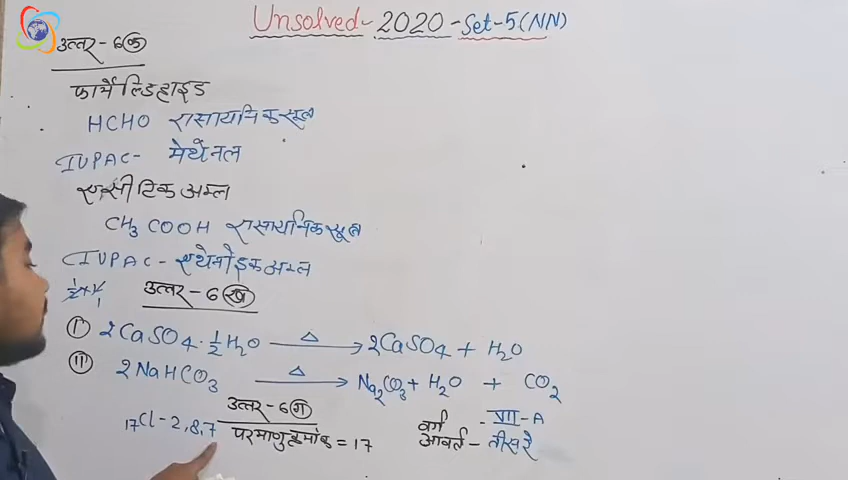 Unsolved-2020-Set-5(NN)
उत्तर-6(क)
फार्मेल्डिहाइड
HCHO रासायनिक सूत्र
IUPAC- मेथेनल
एसीटिक अम्ल
CH₃COOH रासायनिक सूत्र
IUPAC- एथेनोइक अम्ल
उत्तर-6(ख)
(I) 2CaSO₄·½H₂O —Δ→ 2CaSO₄ + H₂O
(II) 2NaHCO₃ —Δ→ Na₂CO₃ + H₂O + CO₂
उत्तर-6(ग)
₁₇Cl-2,8,7 परमाणु क्रमांक = 17
वर्ग - VII-A
आवर्त - तीसरे